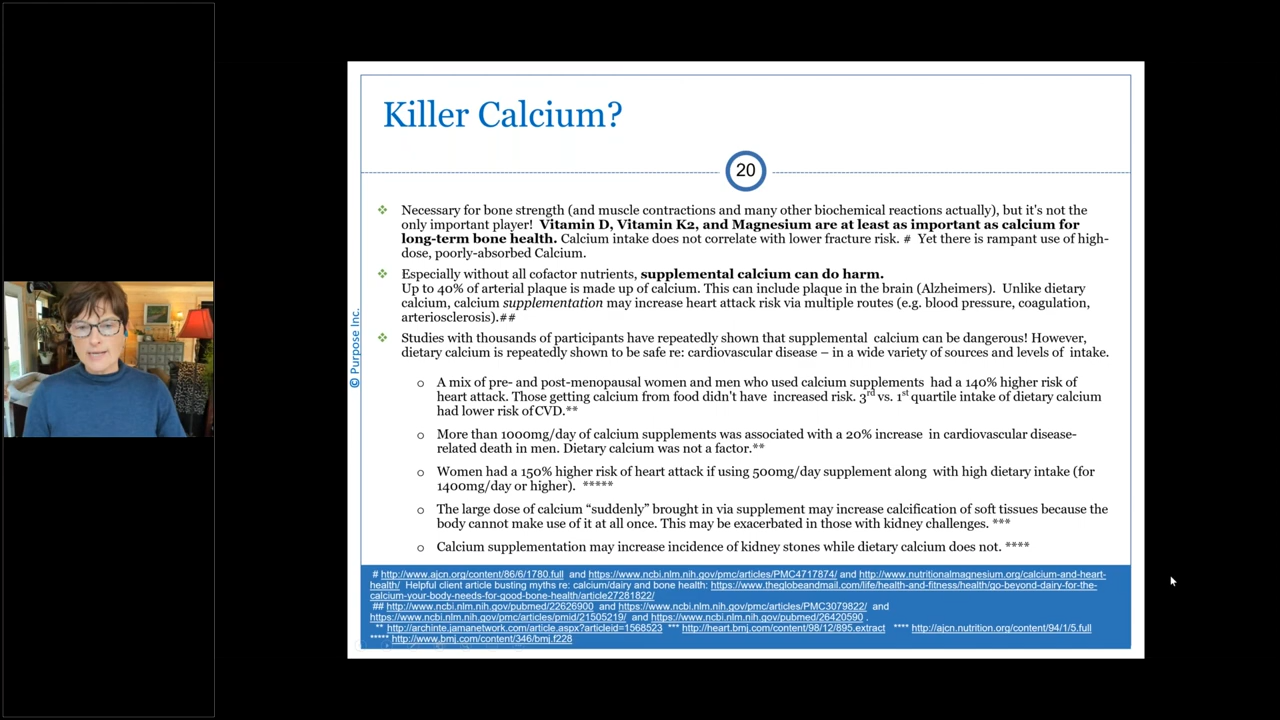 Killer Calcium?
20
❖ Necessary for bone strength (and muscle contractions and many other biochemical reactions actually), but it's not the
only important player! Vitamin D, Vitamin K2, and Magnesium are at least as important as calcium for
long-term bone health. Calcium intake does not correlate with lower fracture risk. # Yet there is rampant use of high-
dose, poorly-absorbed Calcium.
❖ Especially without all cofactor nutrients, supplemental calcium can do harm.
Up to 40% of arterial plaque is made up of calcium. This can include plaque in the brain (Alzheimers). Unlike dietary
calcium, calcium supplementation may increase heart attack risk via multiple routes (e.g. blood pressure, coagulation,
arteriosclerosis).##
❖ Studies with thousands of participants have repeatedly shown that supplemental calcium can be dangerous! However,
dietary calcium is repeatedly shown to be safe re: cardiovascular disease – in a wide variety of sources and levels of intake.
o A mix of pre- and post-menopausal women and men who used calcium supplements had a 140% higher risk of
heart attack. Those getting calcium from food didn't have increased risk. 3rd vs. 1st quartile intake of dietary calcium
had lower risk of CVD.**
o More than 1000mg/day of calcium supplements was associated with a 20% increase in cardiovascular disease-
related death in men. Dietary calcium was not a factor.**
o Women had a 150% higher risk of heart attack if using 500mg/day supplement along with high dietary intake (for
1400mg/day or higher). *****
o The large dose of calcium “suddenly” brought in via supplement may increase calcification of soft tissues because the
body cannot make use of it at all once. This may be exacerbated in those with kidney challenges. ***
o Calcium supplementation may increase incidence of kidney stones while dietary calcium does not. ****
© Purpose Inc.
# http://www.ajcn.org/content/86/6/1780.full and https://www.ncbi.nlm.nih.gov/pmc/articles/PMC4717874/ and http://www.nutritionalmagnesium.org/calcium-and-heart-
health/ Helpful client article busting myths re: calcium/dairy and bone health: https://www.theglobeandmail.com/life/health-and-fitness/health/go-beyond-dairy-for-the-
calcium-your-body-needs-for-good-bone-health/article27281822/
## http://www.ncbi.nlm.nih.gov/pubmed/22626900 and https://www.ncbi.nlm.nih.gov/pmc/articles/PMC3079822/ and
https://www.ncbi.nlm.nih.gov/pmc/articles/pmid/21505219/ and https://www.ncbi.nlm.nih.gov/pubmed/26420590 .
** http://archinte.jamanetwork.com/article.aspx?articleid=1568523 *** http://heart.bmj.com/content/98/12/895.extract **** http://ajcn.nutrition.org/content/94/1/5.full
***** http://www.bmj.com/content/346/bmj.f228